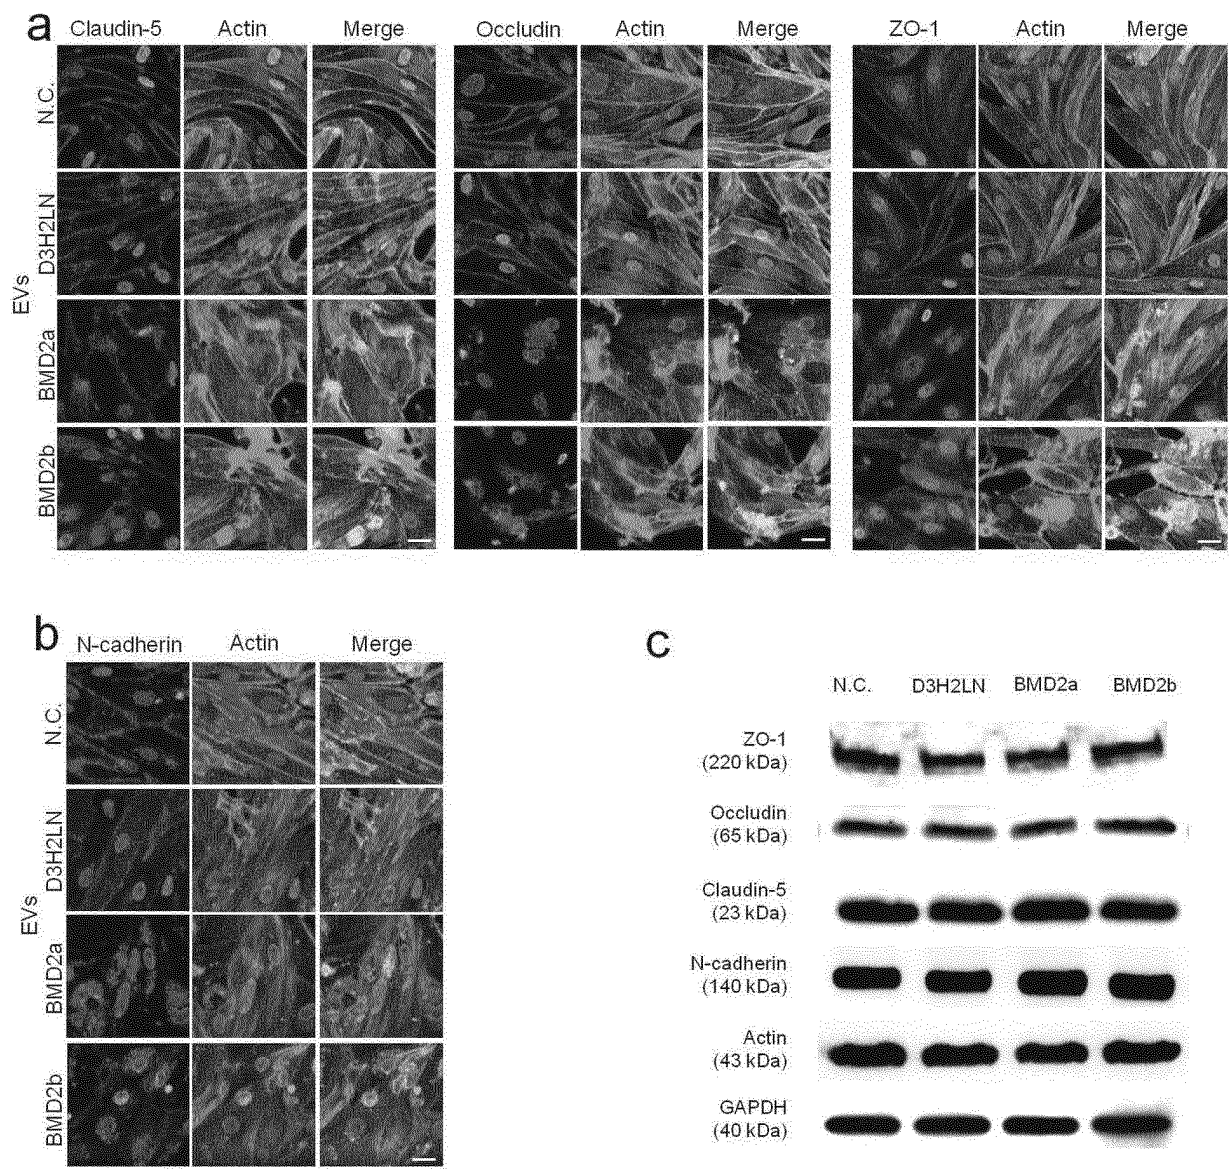 a
Claudin-5 Actin Merge Occludin Actin Merge ZO-1 Actin Merge
N.C.
D3H2LN
EVs
BMD2a
BMD2b
b
N-cadherin Actin Merge
N.C.
D3H2LN
EVs
BMD2a
BMD2b
c
N.C. D3H2LN BMD2a BMD2b
ZO-1
(220 kDa)
Occludin
(65 kDa)
Claudin-5
(23 kDa)
N-cadherin
(140 kDa)
Actin
(43 kDa)
GAPDH
(40 kDa)